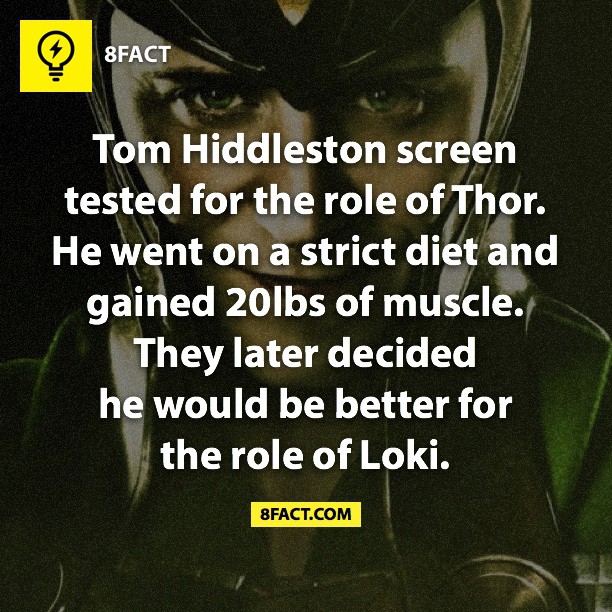 8FACT
Tom Hiddleston screen
tested for the role of Thor.
He went on a strict diet and
gained 20lbs of muscle.
They later decided
he would be better for
the role of Loki.
8FACT.COM